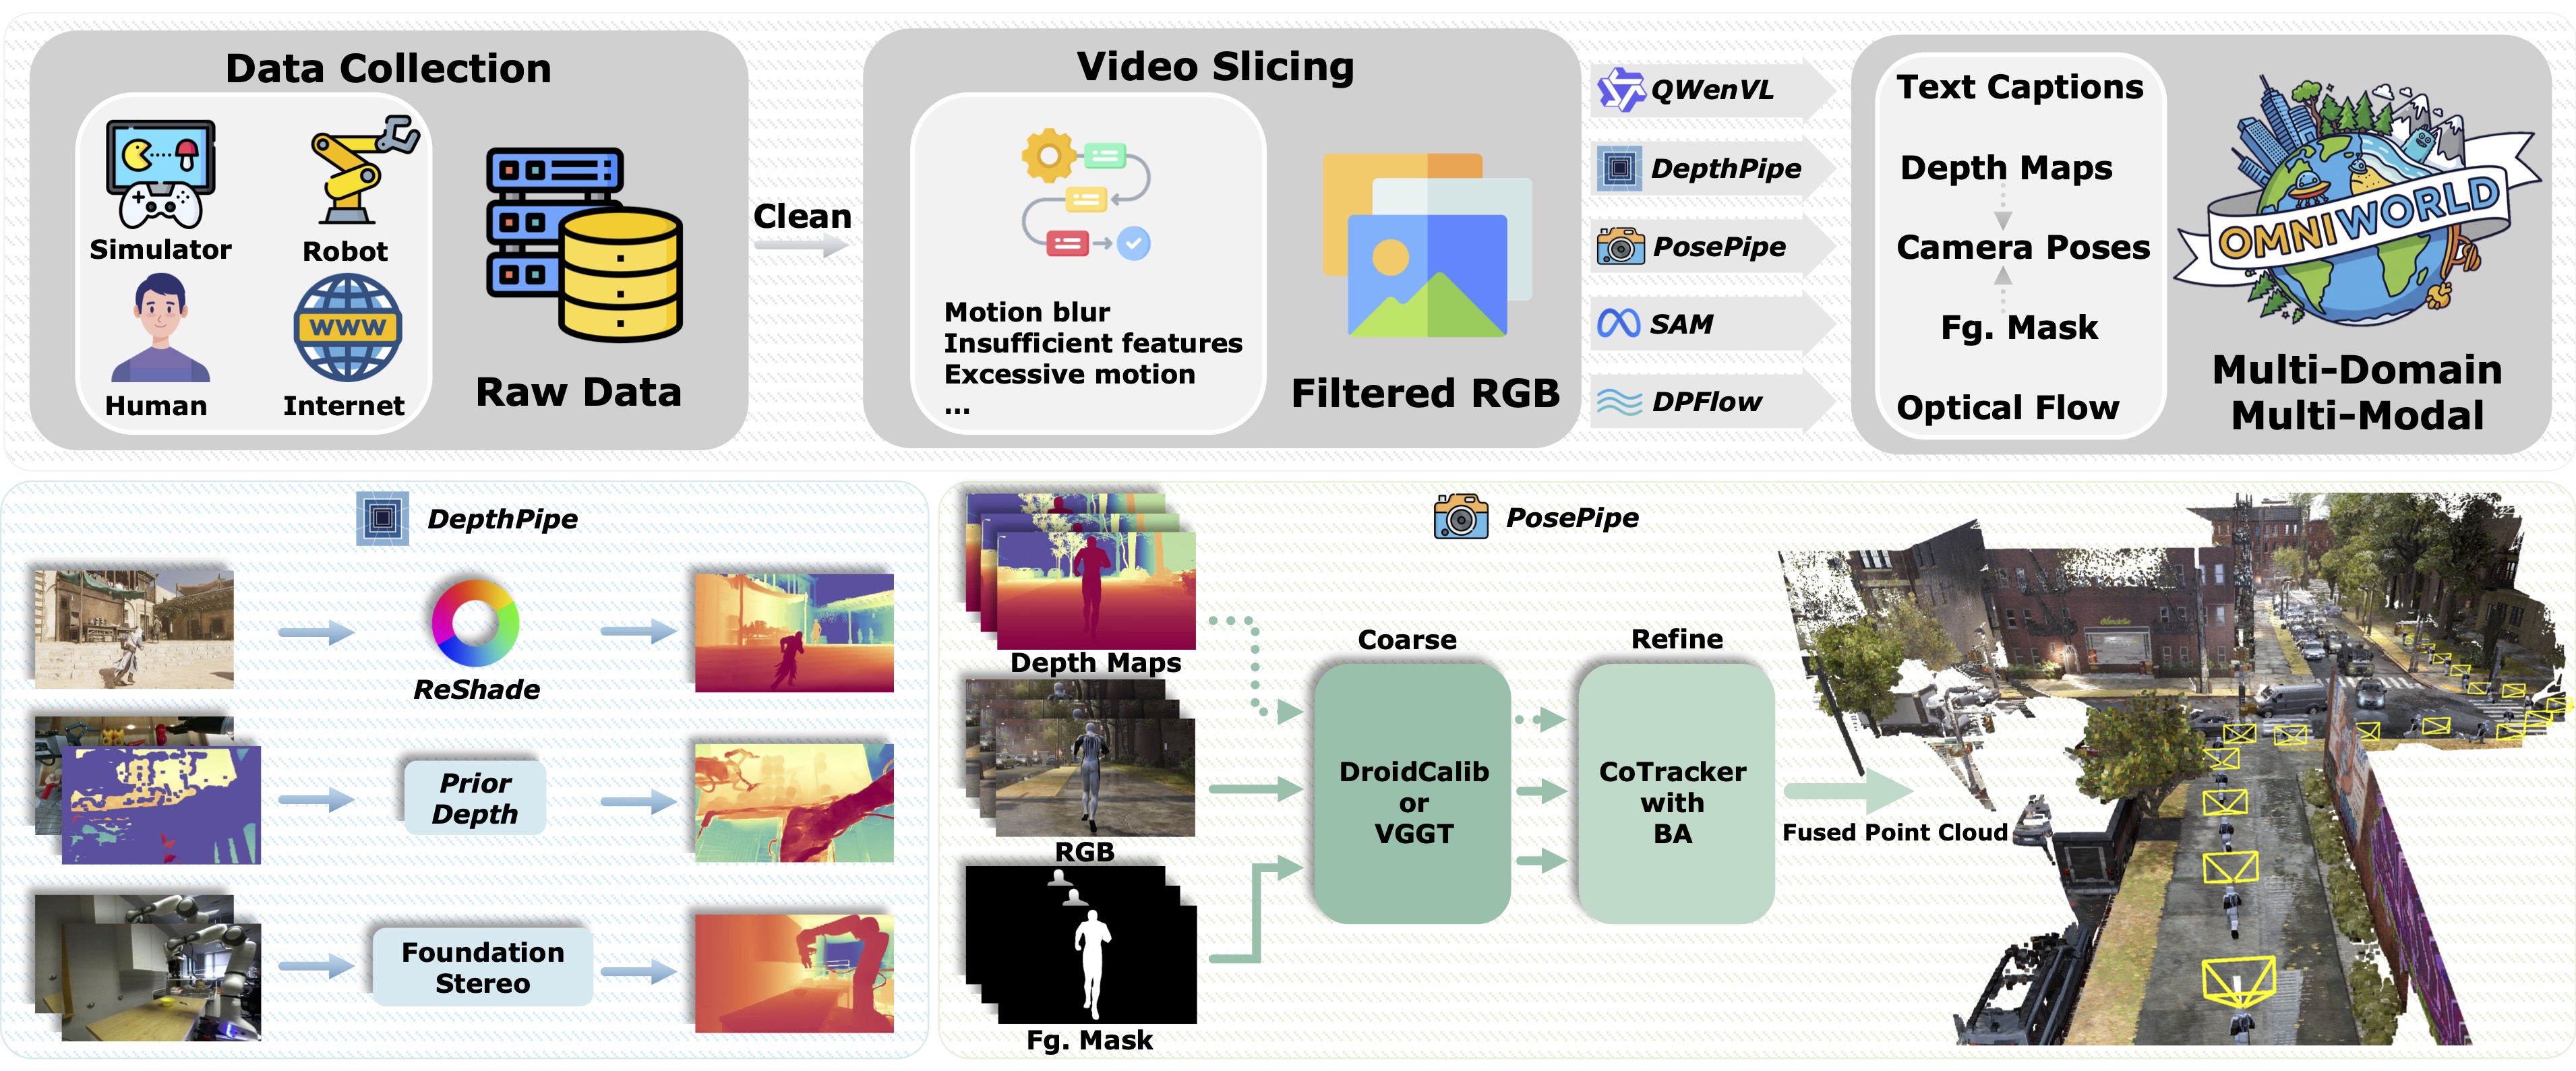 Data Collection
Simulator
Robot
Human
WWW
Internet
Raw Data
Clean
Video Slicing
Motion blur
Insufficient features
Excessive motion
...
Filtered RGB
QWenVL
DepthPipe
PosePipe
SAM
DPFlow
Text Captions
Depth Maps
Camera Poses
Fg. Mask
Optical Flow
OMNIWORLD
Multi-Domain
Multi-Modal
DepthPipe
ReShade
Prior
Depth
Foundation
Stereo
PosePipe
Depth Maps
RGB
Fg. Mask
Coarse
DroidCalib
or
VGGT
Refine
CoTracker
with
BA
Fused Point Cloud